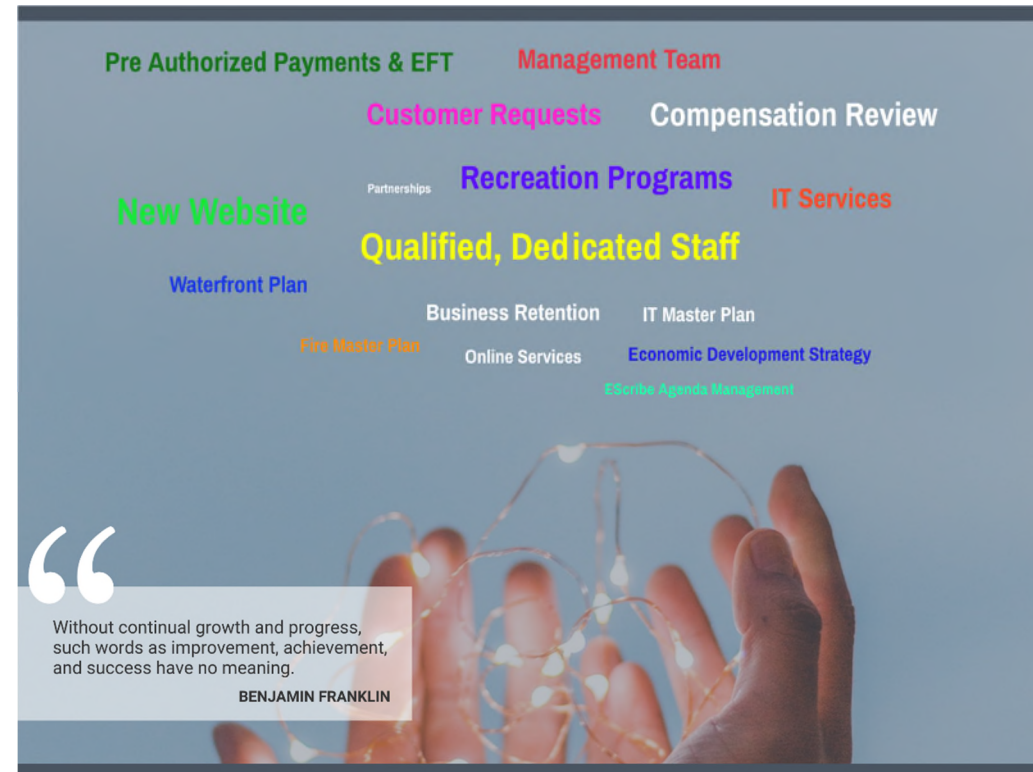 Pre Authorized Payments & EFT
Management Team
Customer Requests
Compensation Review
Partnerships
Recreation Programs
IT Services
New Website
Qualified, Dedicated Staff
Waterfront Plan
Business Retention
IT Master Plan
Fire Master Plan
Online Services
Economic Development Strategy
EScribe Agenda Management
“
Without continual growth and progress,
such words as improvement, achievement,
and success have no meaning.
BENJAMIN FRANKLIN